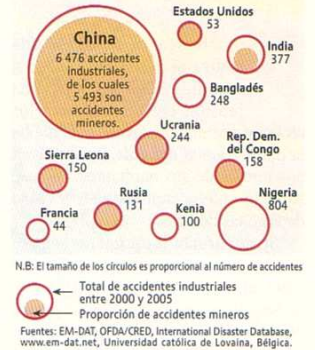 Estados Unidos
53
China
6 476 accidentes
industriales,
de los cuales
5 493 son
accidentes
mineros.
India
377
Bangladés
248
Ucrania
244
Rep. Dem.
del Congo
158
Sierra Leona
150
Rusia
131
Nigeria
804
Francia
44
Kenia
100
N.B: El tamaño de los círculos es proporcional al número de accidentes
Total de accidentes industriales
entre 2000 y 2005
Proporción de accidentes mineros
Fuentes: EM-DAT, OFDA/CRED, International Disaster Database,
www.em-dat.net, Universidad católica de Lovaina, Bélgica.